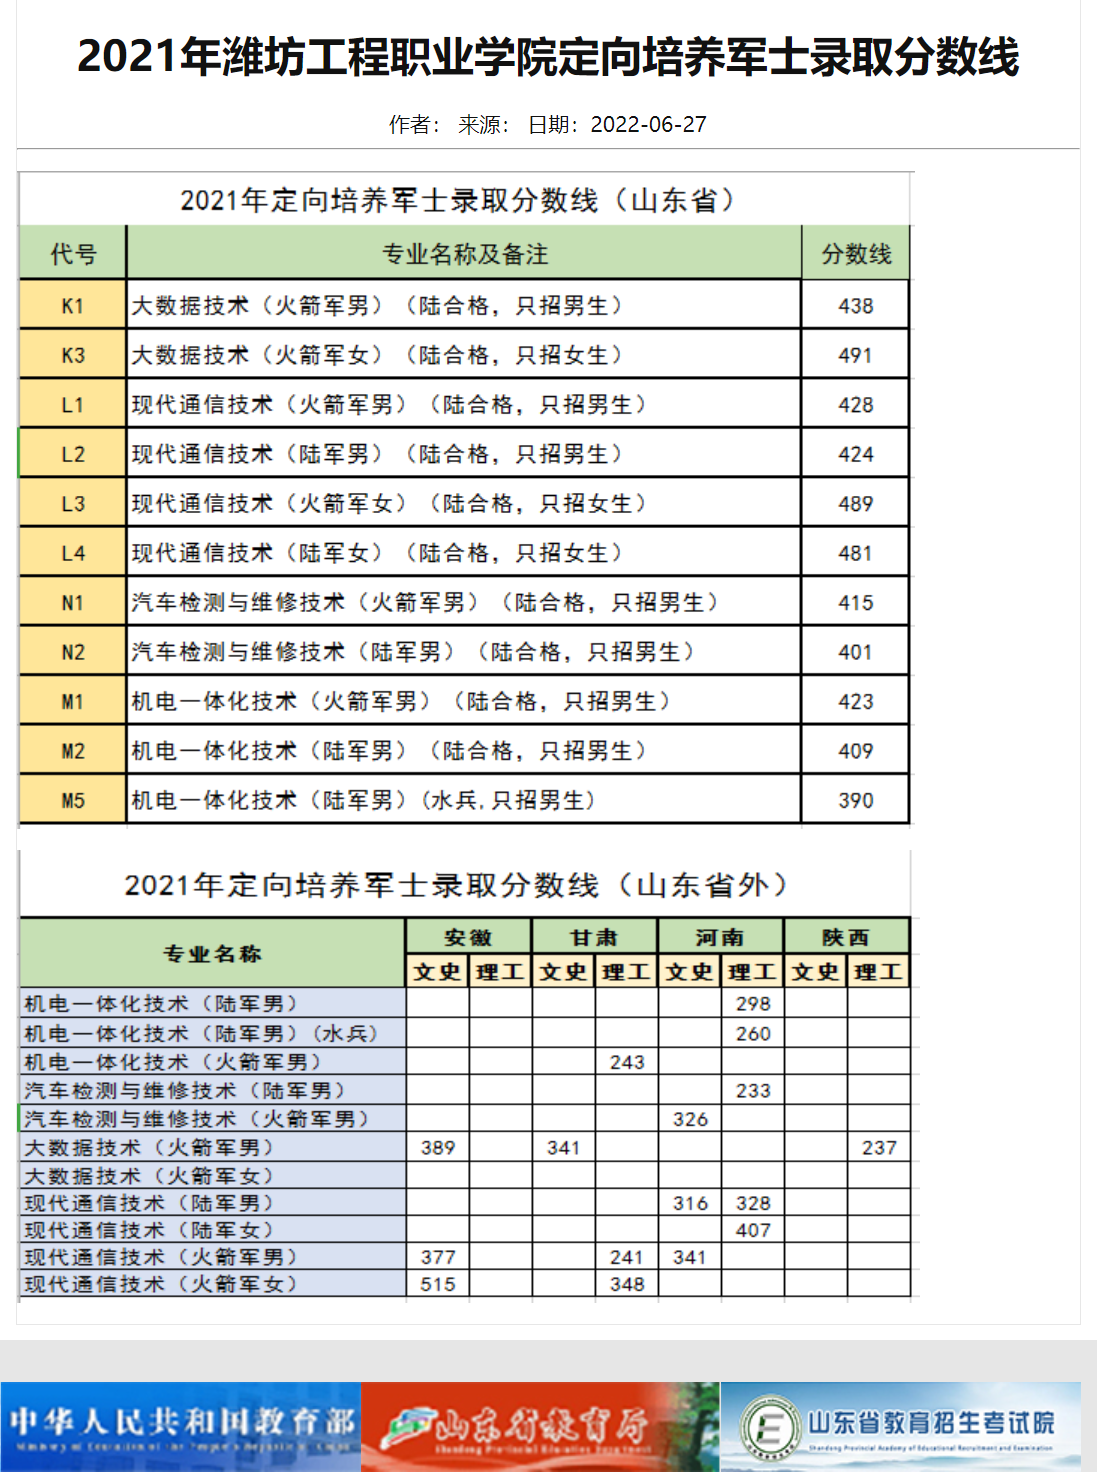 2021年潍坊工程职业学院定向培养军士录取分数线
作者： 来源： 日期：2022-06-27
2021年定向培养军士录取分数线（山东省）
代号 专业名称及备注 分数线
K1 大数据技术（火箭军男）（陆合格，只招男生） 438
K3 大数据技术（火箭军女）（陆合格，只招女生） 491
L1 现代通信技术（火箭军男）（陆合格，只招男生） 428
L2 现代通信技术（陆军男）（陆合格，只招男生） 424
L3 现代通信技术（火箭军女）（陆合格，只招女生） 489
L4 现代通信技术（陆军女）（陆合格，只招女生） 481
N1 汽车检测与维修技术（火箭军男）（陆合格，只招男生） 415
N2 汽车检测与维修技术（陆军男）（陆合格，只招男生） 401
M1 机电一体化技术（火箭军男）（陆合格，只招男生） 423
M2 机电一体化技术（陆军男）（陆合格，只招男生） 409
M5 机电一体化技术（陆军男）(水兵,只招男生) 390
2021年定向培养军士录取分数线（山东省外）
专业名称 安徽 甘肃 河南 陕西
文史 理工 文史 理工 文史 理工 文史 理工
机电一体化技术（陆军男） 298
机电一体化技术（陆军男）(水兵) 260
机电一体化技术（火箭军男） 243
汽车检测与维修技术（陆军男） 233
汽车检测与维修技术（火箭军男） 326
大数据技术（火箭军男） 389 341 237
大数据技术（火箭军女）
现代通信技术（陆军男） 316 328
现代通信技术（陆军女） 407
现代通信技术（火箭军男） 377 241 341
现代通信技术（火箭军女） 515 348
中华人民共和国教育部
Ministry of Education of the People's Republic of China
山东省教育厅
Shandong Provincial Education Department
山东省教育招生考试院
Shandong Provincial Academy of Educational Recruitment and Examination